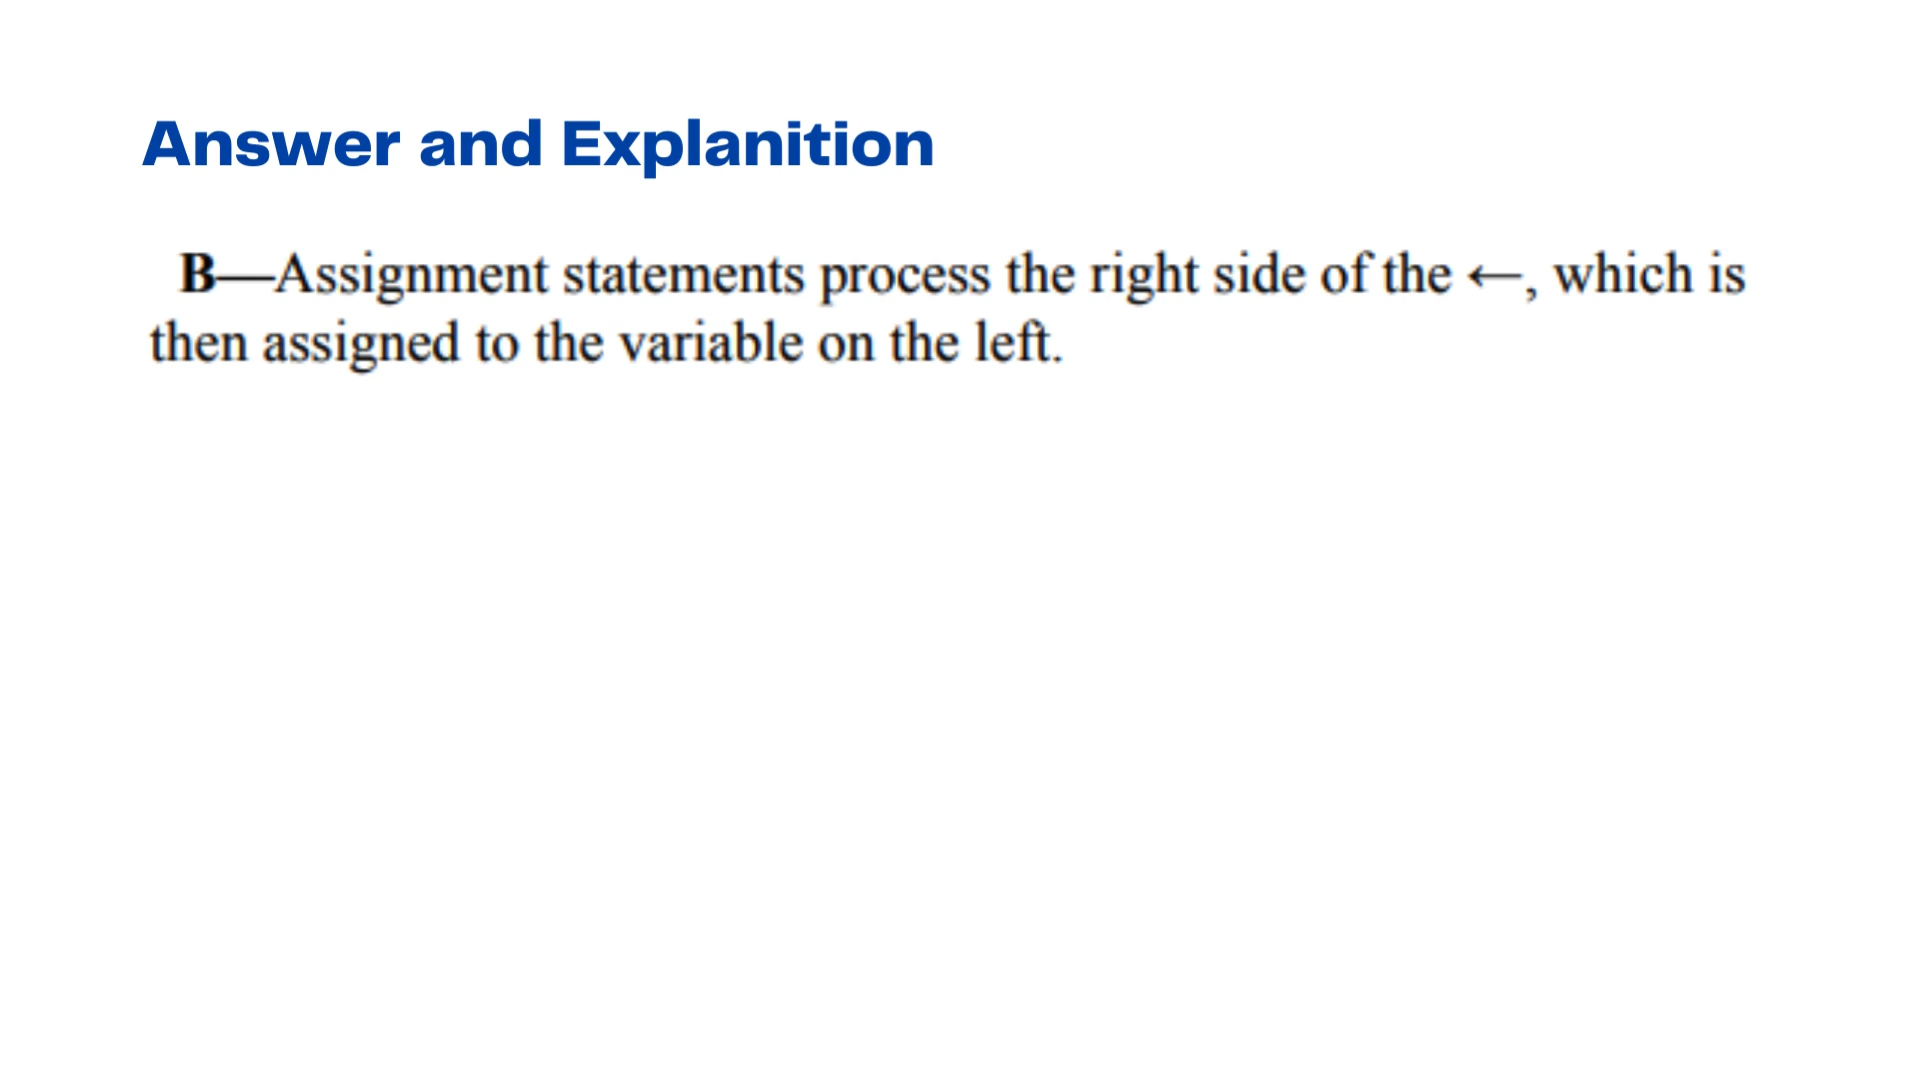 Answer and Explanition
B—Assignment statements process the right side of the ←, which is
then assigned to the variable on the left.